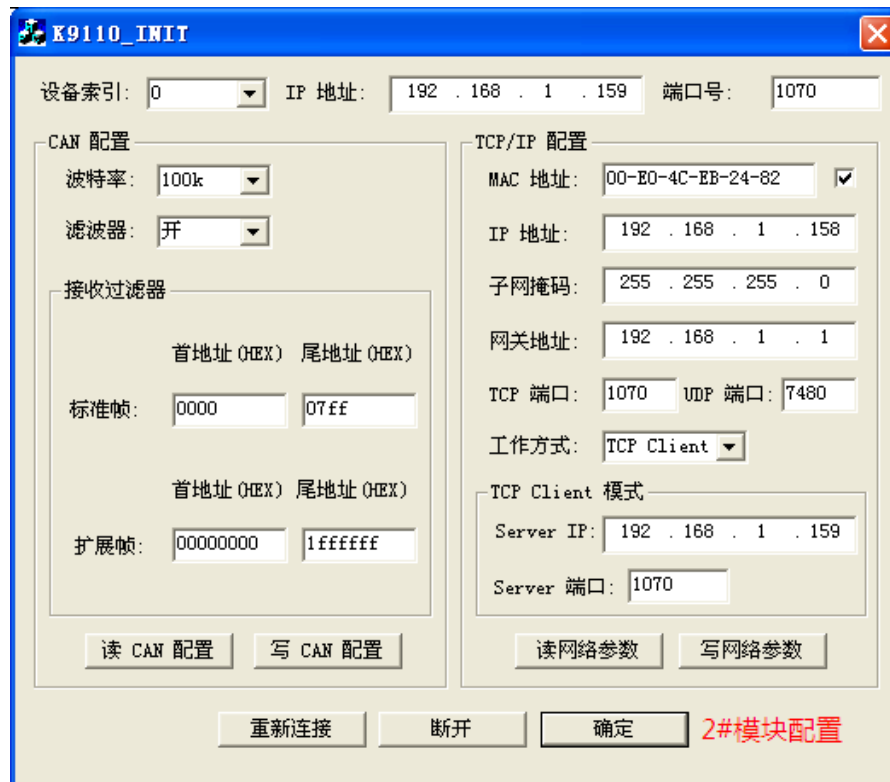 K9110_INIT
设备索引: 0 IP 地址: 192 . 168 . 1 . 159 端口号: 1070
CAN 配置
波特率: 100k
滤波器: 开
接收过滤器
首地址(HEX) 尾地址(HEX)
标准帧: 0000 07ff
首地址(HEX) 尾地址(HEX)
扩展帧: 00000000 1fffffff
读 CAN 配置 写 CAN 配置
TCP/IP 配置
MAC 地址: 00-E0-4C-EB-24-82
IP 地址: 192 . 168 . 1 . 158
子网掩码: 255 . 255 . 255 . 0
网关地址: 192 . 168 . 1 . 1
TCP 端口: 1070 UDP 端口: 7480
工作方式: TCP Client
TCP Client 模式
Server IP: 192 . 168 . 1 . 159
Server 端口: 1070
读网络参数 写网络参数
重新连接 断开 确定 2#模块配置